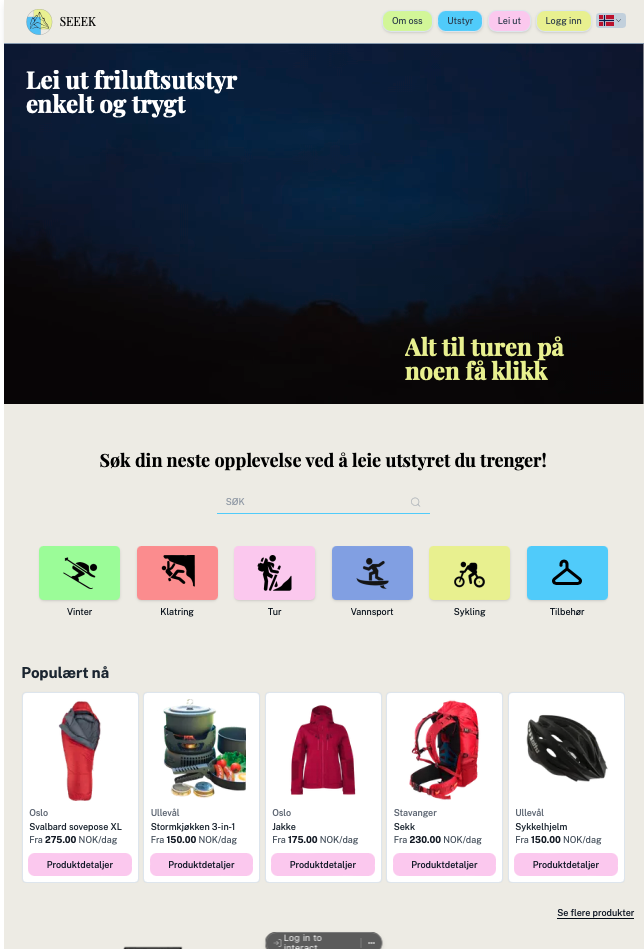 SEEEK
Om oss
Utstyr
Lei ut
Logg inn
Lei ut friluftsutstyr
enkelt og trygt
Alt til turen på
noen få klikk
Søk din neste opplevelse ved å leie utstyret du trenger!
SØK
Vinter
Klatring
Tur
Vannsport
Sykling
Tilbehør
Populært nå
Oslo
Svalbard sovepose XL
Fra 275.00 NOK/dag
Produktdetaljer
Ullevål
Stormkjøkken 3-in-1
Fra 150.00 NOK/dag
Produktdetaljer
Oslo
Jakke
Fra 175.00 NOK/dag
Produktdetaljer
Stavanger
Sekk
Fra 230.00 NOK/dag
Produktdetaljer
Ullevål
Sykkelhjelm
Fra 150.00 NOK/dag
Produktdetaljer
Se flere produkter
Log in to
interact